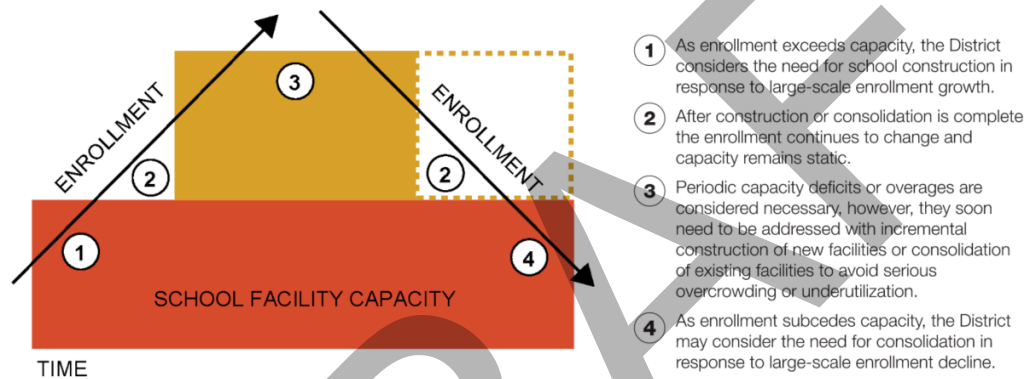 ENROLLMENT
3
2
1
ENROLLMENT
2
4
SCHOOL FACILITY CAPACITY
TIME
1 As enrollment exceeds capacity, the District
considers the need for school construction in
response to large-scale enrollment growth.
2 After construction or consolidation is complete
the enrollment continues to change and
capacity remains static.
3 Periodic capacity deficits or overages are
considered necessary, however, they soon
need to be addressed with incremental
construction of new facilities or consolidation
of existing facilities to avoid serious
overcrowding or underutilization.
4 As enrollment subcedes capacity, the District
may consider the need for consolidation in
response to large-scale enrollment decline.